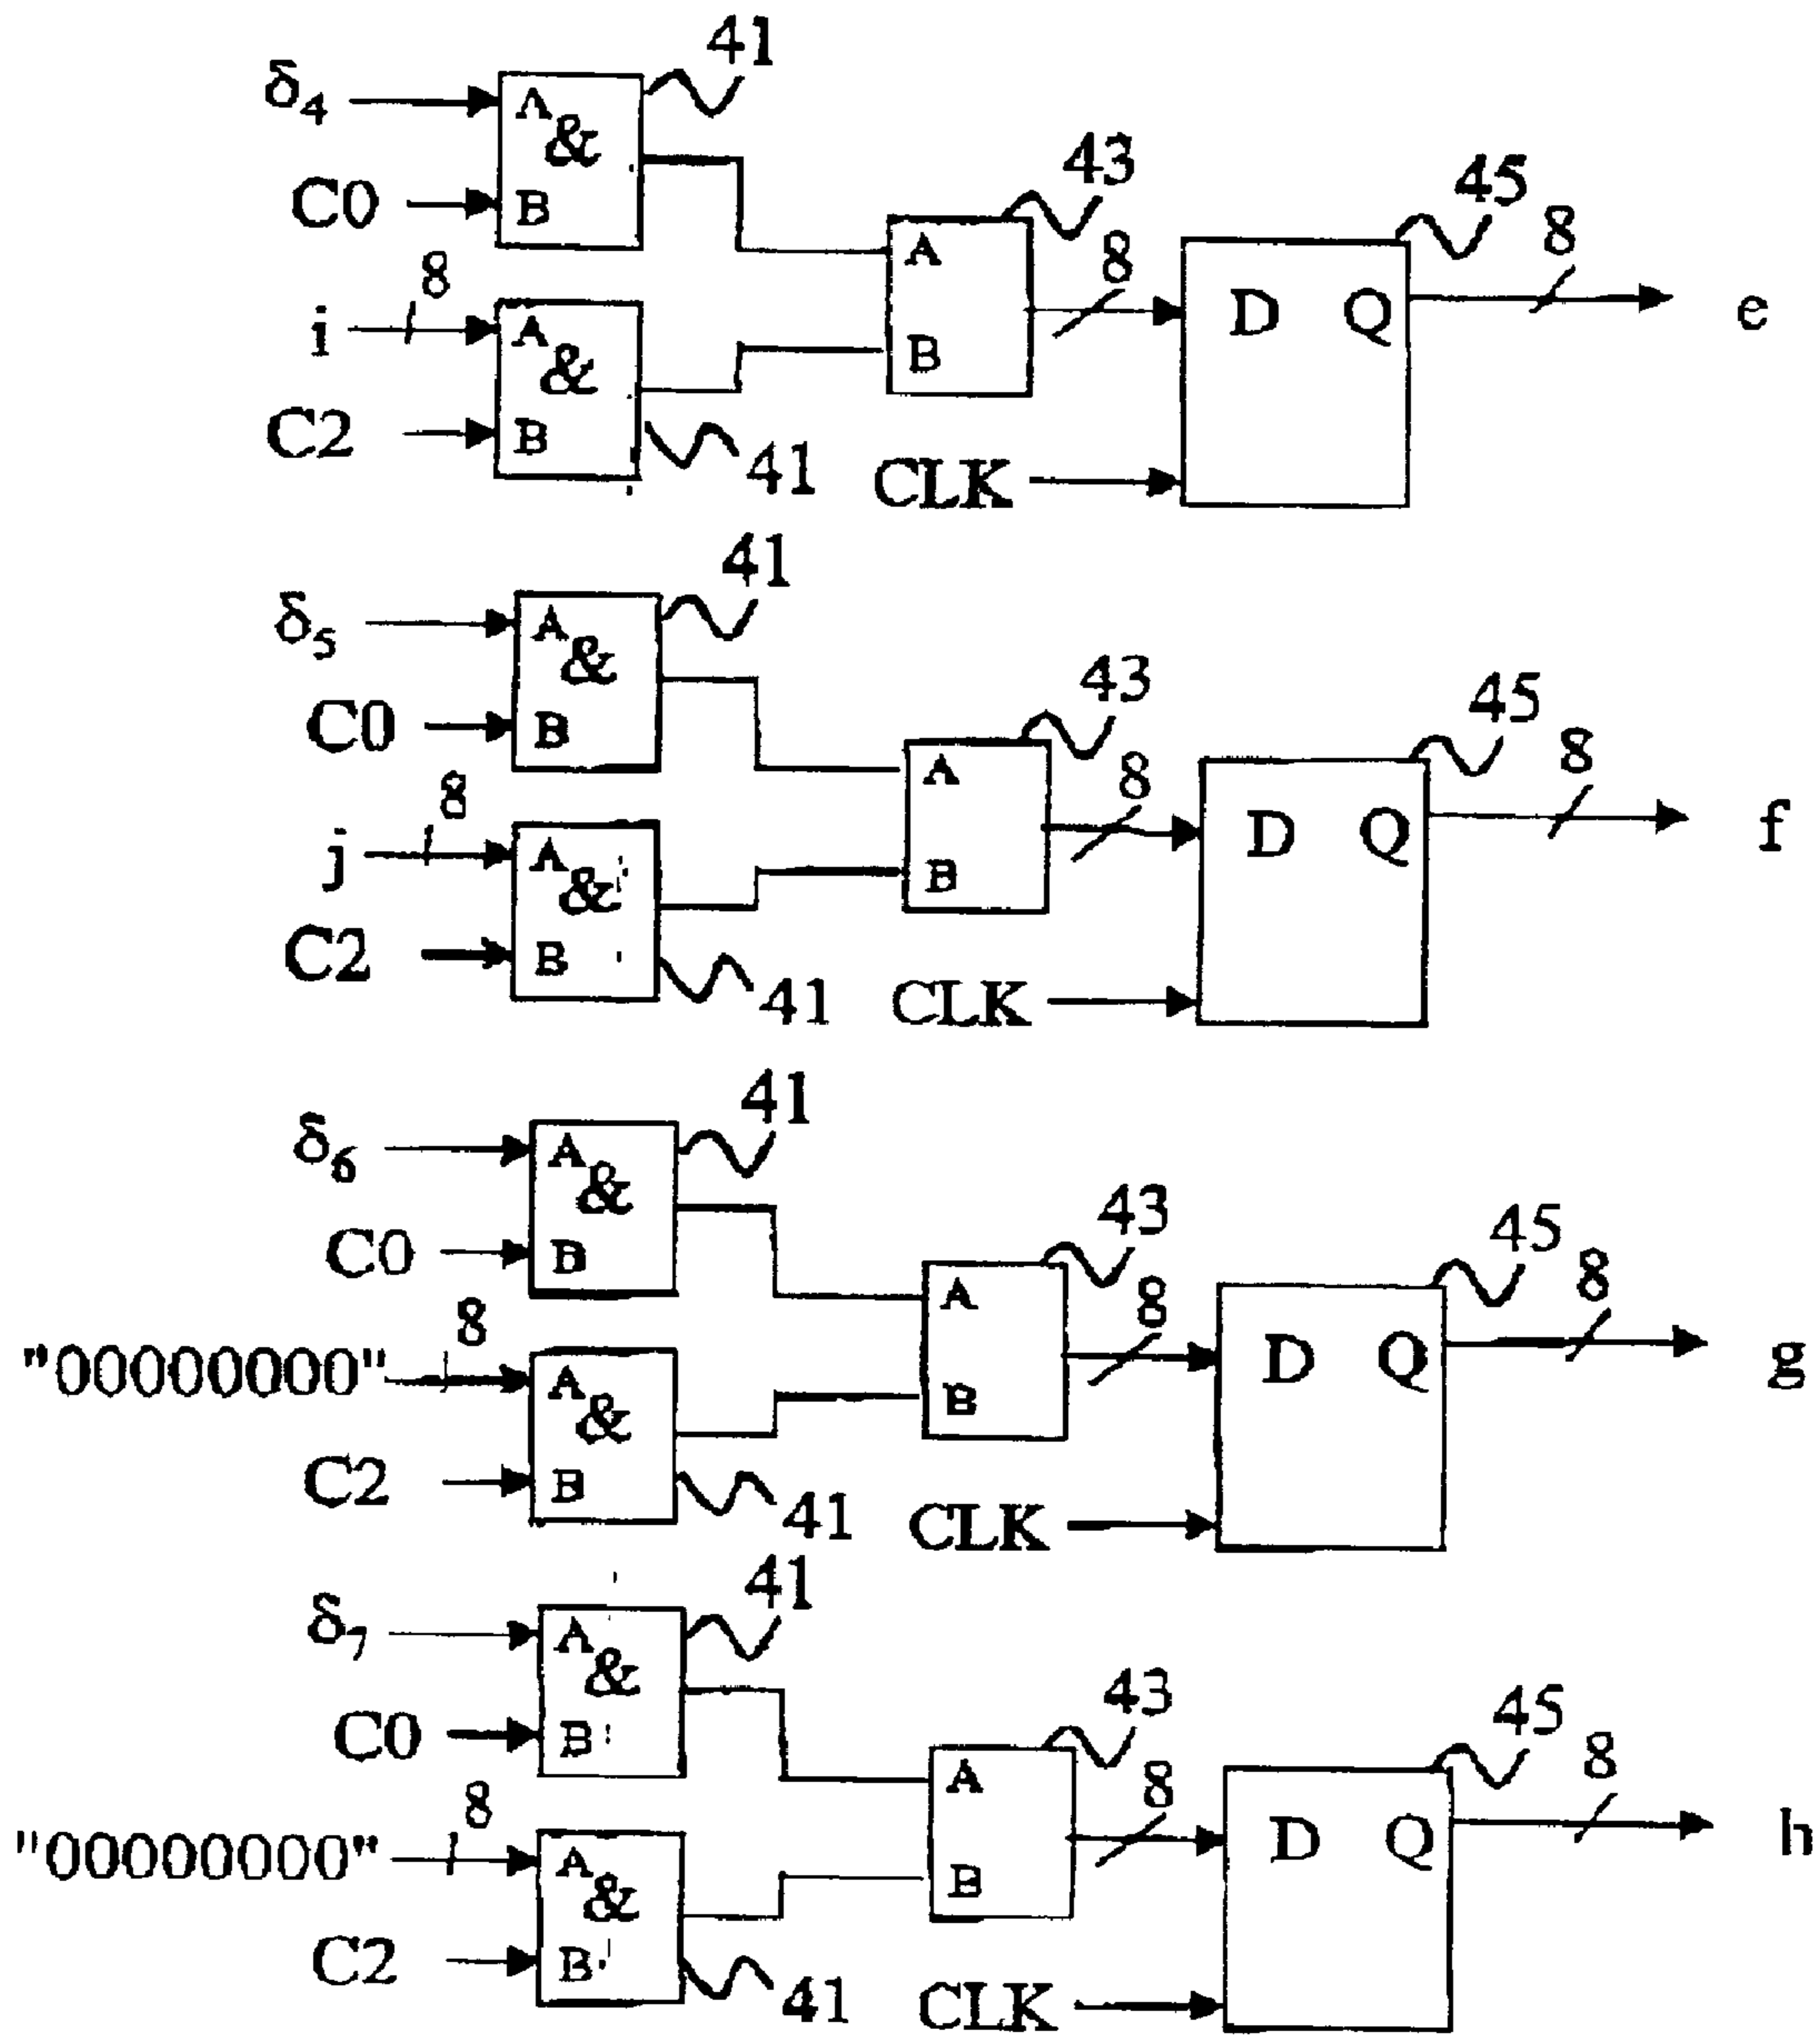 41
δ₄ A & 43
C0 B 45
8 A 8 8
i A & D Q e
B
C2 B 41 CLK
41
δ₅ A & 43
C0 B 45
8 A 8 8
j A & D Q f
B
C2 B 41 CLK
41
δ₆ A & 43
C0 B 45
8 A 8 8
"00000000" A & D Q g
B
C2 B 41 CLK
41
δ₇ A & 43
C0 B 45
8 A 8 8
"00000000" A & D Q h
B
C2 B 41 CLK